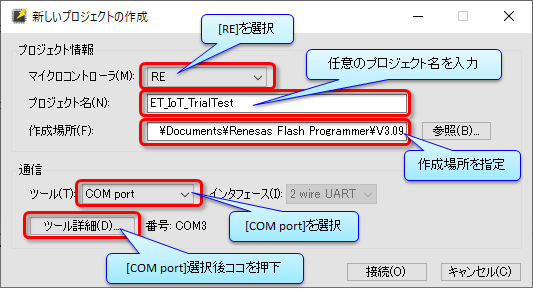 新しいプロジェクトの作成
[RE]を選択
プロジェクト情報
マイクロコントローラ(M): RE
任意のプロジェクト名を入力
プロジェクト名(N): ET_IoT_TrialTest
作成場所(F): ¥Documents¥Renesas Flash Programmer¥V3.09 参照(B)...
作成場所を指定
通信
ツール(T): COM port インタフェース(I): 2 wire UART
[COM port]を選択
ツール詳細(D)... 番号: COM3
[COM port]選択後ココを押下
接続(O) キャンセル(C)